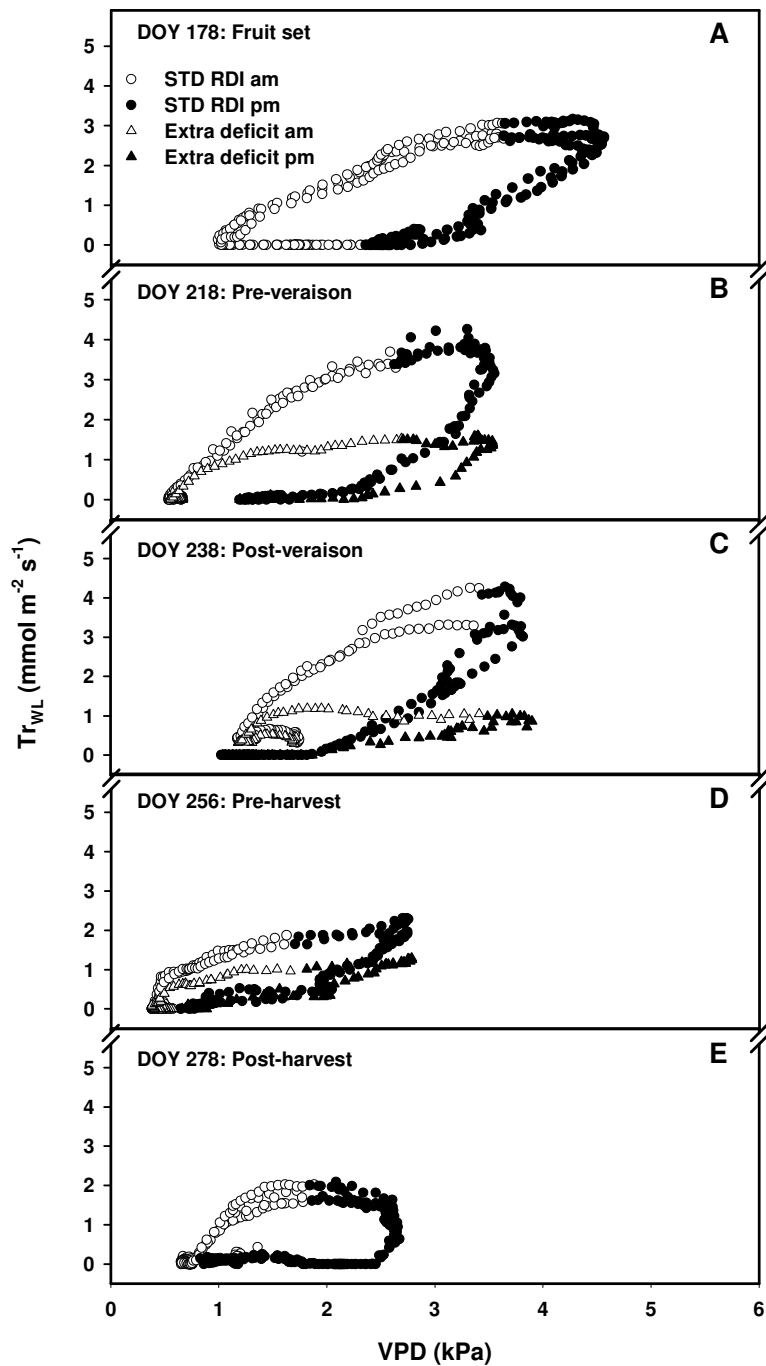 DOY 178: Fruit set
A
STD RDI am
STD RDI pm
Extra deficit am
Extra deficit pm
5
4
3
2
1
0
DOY 218: Pre-veraison
B
5
4
3
2
1
0
DOY 238: Post-veraison
C
5
4
3
2
1
0
DOY 256: Pre-harvest
D
5
4
3
2
1
0
DOY 278: Post-harvest
E
5
4
3
2
1
0
0 1 2 3 4 5 6
VPD (kPa)
Tr_WL (mmol m⁻² s⁻¹)